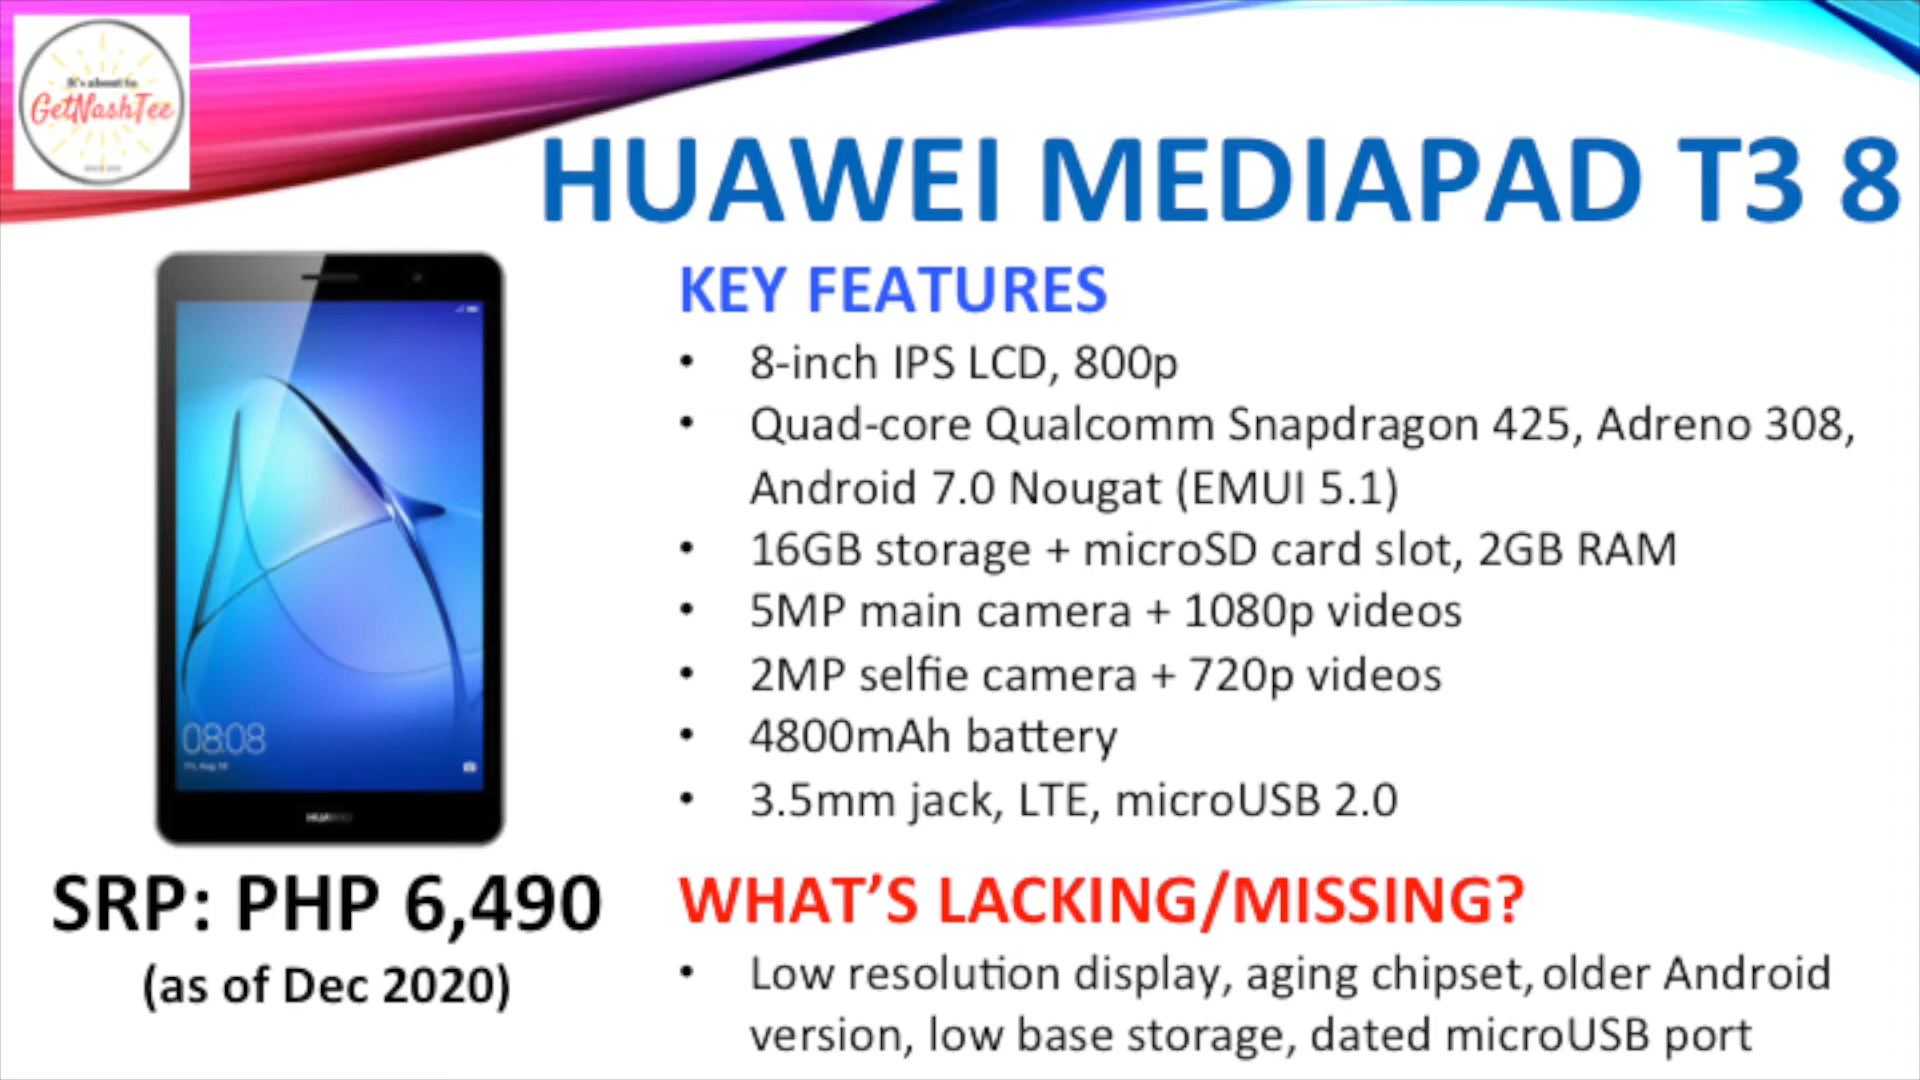 It's about to
GetNashTee
HUAWEI MEDIAPAD T3 8
KEY FEATURES
• 8-inch IPS LCD, 800p
• Quad-core Qualcomm Snapdragon 425, Adreno 308,
Android 7.0 Nougat (EMUI 5.1)
• 16GB storage + microSD card slot, 2GB RAM
• 5MP main camera + 1080p videos
• 2MP selfie camera + 720p videos
• 4800mAh battery
• 3.5mm jack, LTE, microUSB 2.0
08:08
HUAWEI
SRP: PHP 6,490
(as of Dec 2020)
WHAT'S LACKING/MISSING?
• Low resolution display, aging chipset, older Android
version, low base storage, dated microUSB port